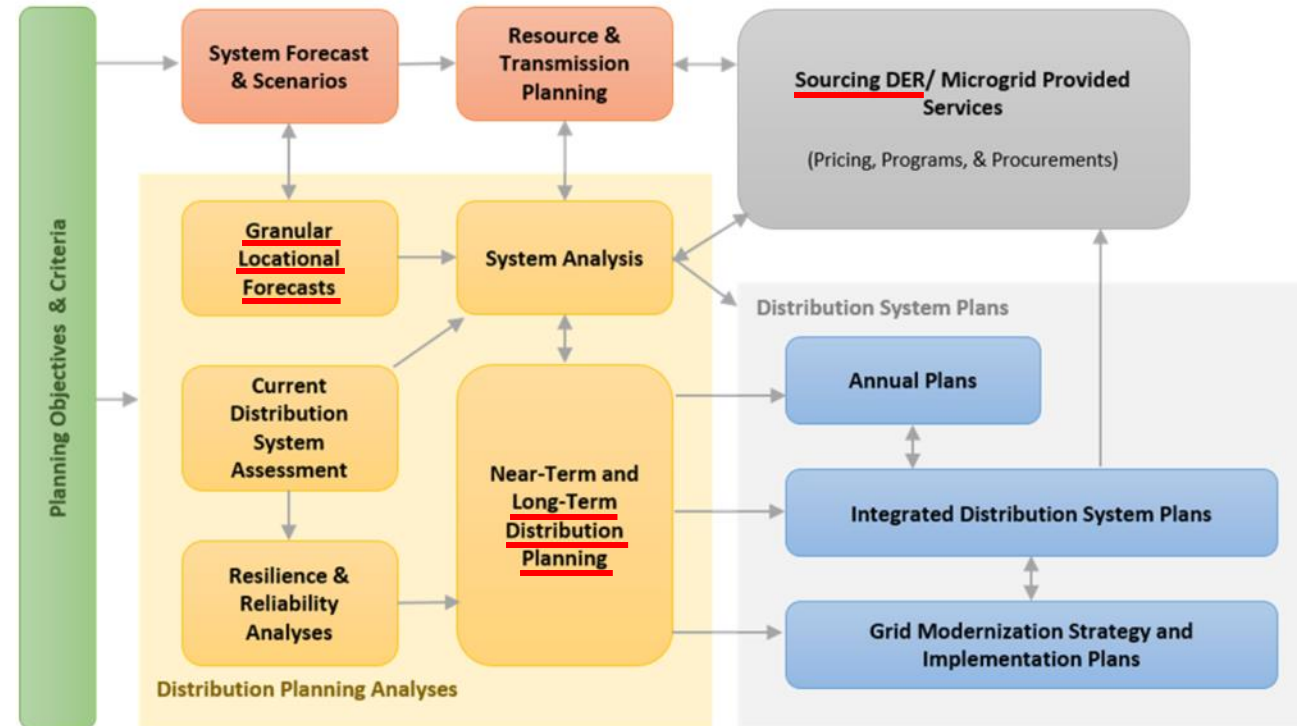 Planning Objectives & Criteria
System Forecast
& Scenarios
Resource &
Transmission
Planning
Sourcing DER/ Microgrid Provided
Services
(Pricing, Programs, & Procurements)
Granular
Locational
Forecasts
System Analysis
Current
Distribution
System
Assessment
Near-Term and
Long-Term
Distribution
Planning
Resilience &
Reliability
Analyses
Distribution Planning Analyses
Distribution System Plans
Annual Plans
Integrated Distribution System Plans
Grid Modernization Strategy and
Implementation Plans